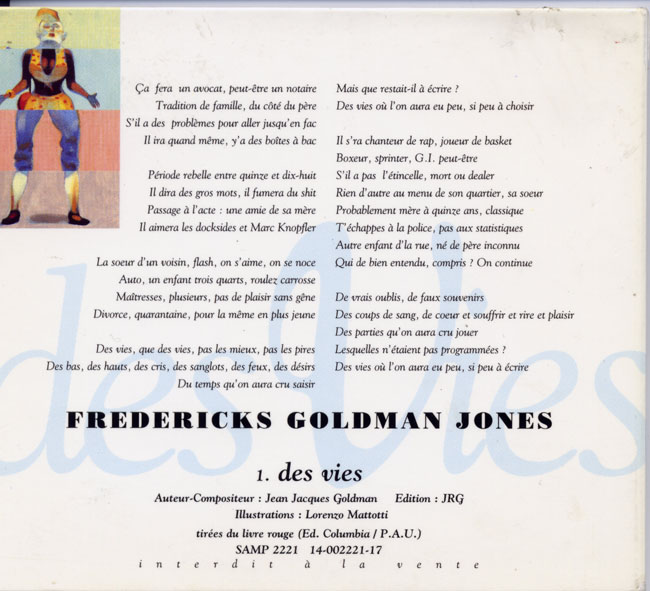 Ça fera un avocat, peut-être un notaire
Tradition de famille, du côté du père
S'il a des problèmes pour aller jusqu'en fac
Il ira quand même, y'a des boîtes à bac
Période rebelle entre quinze et dix-huit
Il dira des gros mots, il fumera du shit
Passage à l'acte : une amie de sa mère
Il aimera les docksides et Marc Knopfler
La soeur d'un voisin, flash, on s'aime, on se noce
Auto, un enfant trois quarts, roulez carrosse
Maîtresses, plusieurs, pas de plaisir sans gêne
Divorce, quarantaine, pour la même en plus jeune
Des vies, que des vies, pas les mieux, pas les pires
Des bas, des hauts, des cris, des sanglots, des feux, des désirs
Du temps qu'on aura cru saisir
Mais que restait-il à écrire ?
Des vies où l'on aura eu peu, si peu à choisir
Il s'ra chanteur de rap, joueur de basket
Boxeur, sprinter, G.I. peut-être
S'il a pas l'étincelle, mort ou dealer
Rien d'autre au menu de son quartier, sa soeur
Probablement mère à quinze ans, classique
T'échappes à la police, pas aux statistiques
Autre enfant d'la rue, né de père inconnu
Qui de bien entendu, compris ? On continue
De vrais oublis, de faux souvenirs
Des coups de sang, de coeur et souffrir et rire et plaisir
Des parties qu'on aura cru jouer
Lesquelles n'étaient pas programmées ?
Des vies où l'on aura eu peu, si peu à écrire
des Vies
FREDERICKS GOLDMAN JONES
1. des vies
Auteur-Compositeur : Jean Jacques Goldman Edition : JRG
Illustrations : Lorenzo Mattotti
tirées du livre rouge (Ed. Columbia / P.A.U.)
SAMP 2221 14-002221-17
interdit à la vente